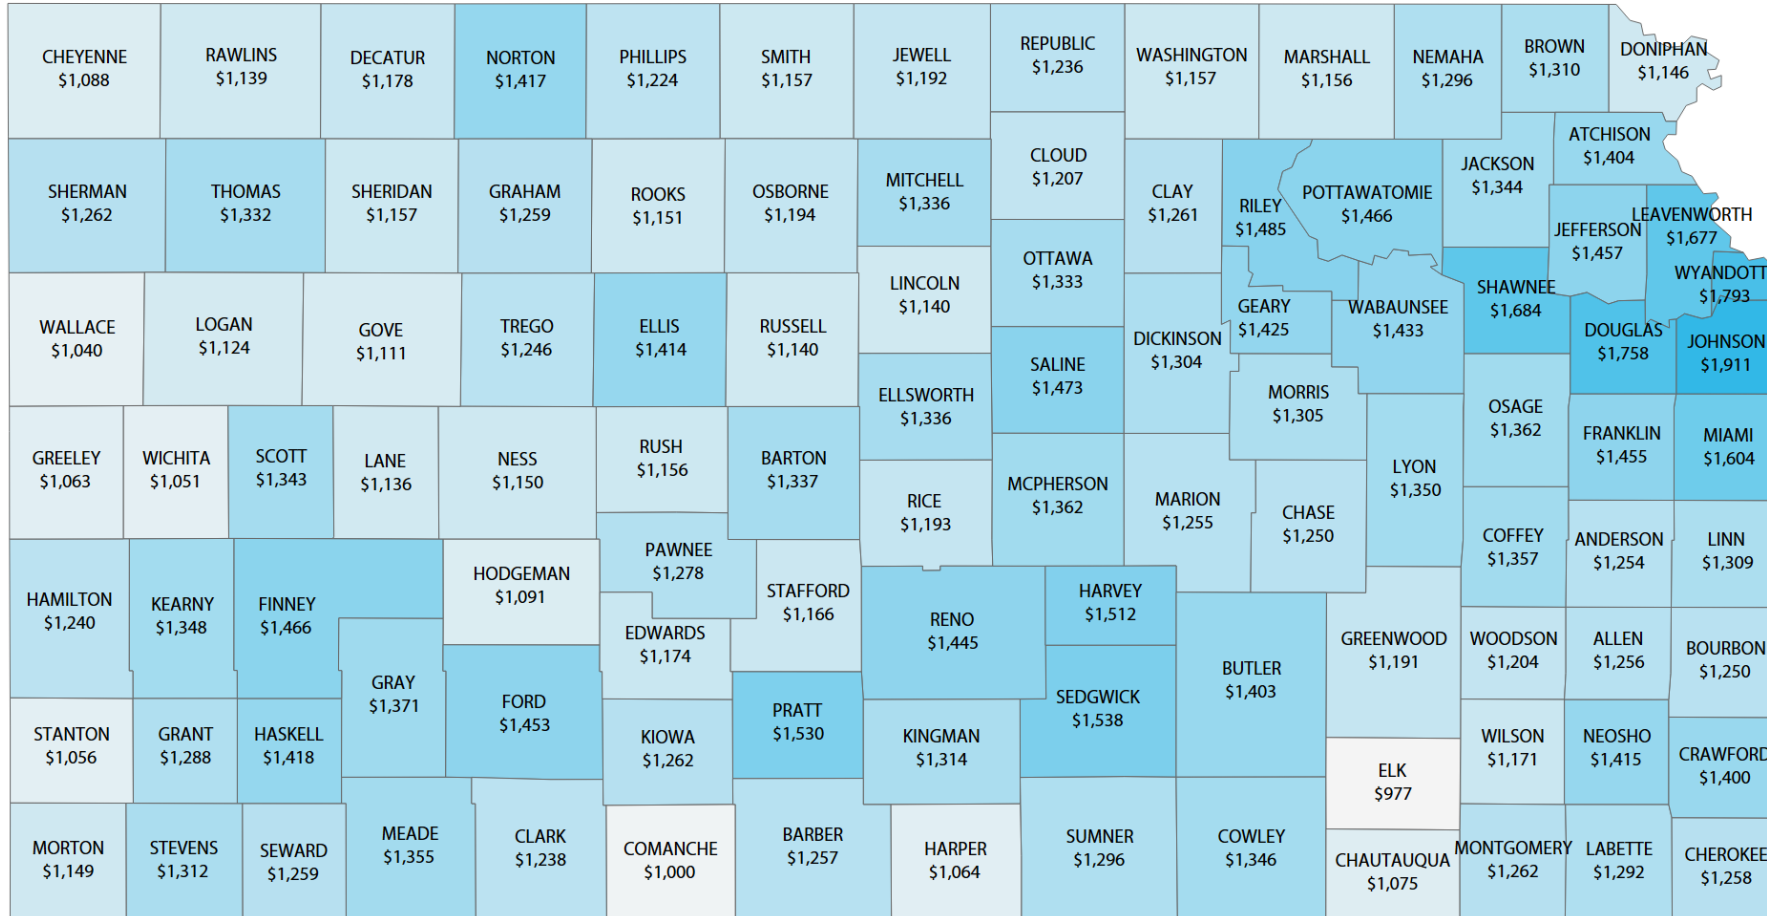 CHEYENNE
$1,088
RAWLINS
$1,139
DECATUR
$1,178
NORTON
$1,417
PHILLIPS
$1,224
SMITH
$1,157
JEWELL
$1,192
REPUBLIC
$1,236
WASHINGTON
$1,157
MARSHALL
$1,156
NEMAHA
$1,296
BROWN
$1,310
DONIPHAN
$1,146
SHERMAN
$1,262
THOMAS
$1,332
SHERIDAN
$1,157
GRAHAM
$1,259
ROOKS
$1,151
OSBORNE
$1,194
MITCHELL
$1,336
CLOUD
$1,207
CLAY
$1,261
RILEY
$1,485
POTTAWATOMIE
$1,466
JACKSON
$1,344
ATCHISON
$1,404
JEFFERSON
$1,457
LEAVENWORTH
$1,677
WYANDOTT
$1,793
WALLACE
$1,040
LOGAN
$1,124
GOVE
$1,111
TREGO
$1,246
ELLIS
$1,414
RUSSELL
$1,140
LINCOLN
$1,140
OTTAWA
$1,333
DICKINSON
$1,304
GEARY
$1,425
WABAUNSEE
$1,433
SHAWNEE
$1,684
DOUGLAS
$1,758
JOHNSON
$1,911
ELLSWORTH
$1,336
SALINE
$1,473
MORRIS
$1,305
OSAGE
$1,362
FRANKLIN
$1,455
MIAMI
$1,604
GREELEY
$1,063
WICHITA
$1,051
SCOTT
$1,343
LANE
$1,136
NESS
$1,150
RUSH
$1,156
BARTON
$1,337
RICE
$1,193
MCPHERSON
$1,362
MARION
$1,255
CHASE
$1,250
LYON
$1,350
COFFEY
$1,357
ANDERSON
$1,254
LINN
$1,309
HAMILTON
$1,240
KEARNY
$1,348
FINNEY
$1,466
HODGEMAN
$1,091
PAWNEE
$1,278
STAFFORD
$1,166
EDWARDS
$1,174
RENO
$1,445
HARVEY
$1,512
BUTLER
$1,403
GREENWOOD
$1,191
WOODSON
$1,204
ALLEN
$1,256
BOURBON
$1,250
STANTON
$1,056
GRANT
$1,288
HASKELL
$1,418
GRAY
$1,371
FORD
$1,453
KIOWA
$1,262
PRATT
$1,530
KINGMAN
$1,314
SEDGWICK
$1,538
ELK
$977
WILSON
$1,171
NEOSHO
$1,415
CRAWFORD
$1,400
MORTON
$1,149
STEVENS
$1,312
SEWARD
$1,259
MEADE
$1,355
CLARK
$1,238
COMANCHE
$1,000
BARBER
$1,257
HARPER
$1,064
SUMNER
$1,296
COWLEY
$1,346
CHAUTAUQUA
$1,075
MONTGOMERY
$1,262
LABETTE
$1,292
CHEROKEE
$1,258